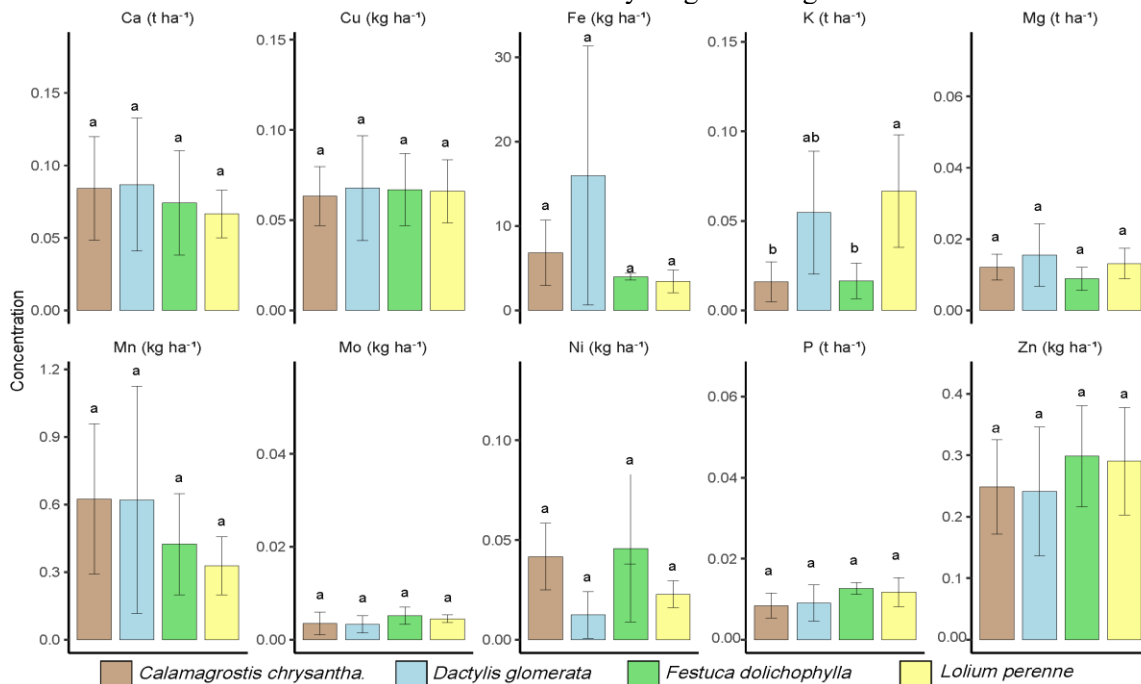 Ca (t ha⁻¹) Cu (kg ha⁻¹) Fe (kg ha⁻¹) K (t ha⁻¹) Mg (t ha⁻¹)
0.15
0.10
0.05
0.00
a a a a
0.15
0.10
0.05
0.00
a a a a
30
20
10
0
a a a a
0.15
0.10
0.05
0.00
b ab b a
0.06
0.04
0.02
0.00
a a a a
Concentration
Mn (kg ha⁻¹) Mo (kg ha⁻¹) Ni (kg ha⁻¹) P (t ha⁻¹) Zn (kg ha⁻¹)
1.2
0.9
0.6
0.3
0.0
a a a a
0.04
0.02
0.00
a a a a
0.10
0.05
0.00
a a a a
0.06
0.04
0.02
0.00
a a a a
0.4
0.3
0.2
0.1
0.00
a a a a
Calamagrostis chrysantha. Dactylis glomerata Festuca dolichophylla Lolium perenne